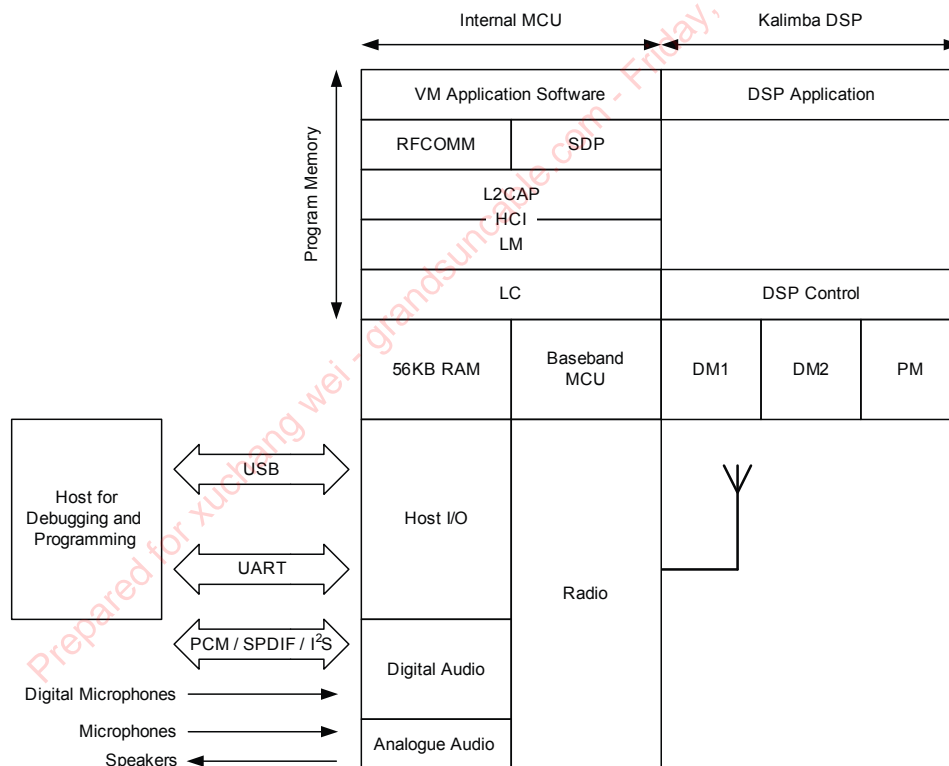 Internal MCU
Kalimba DSP
Program Memory
VM Application Software
DSP Application
RFCOMM
SDP
L2CAP
HCI
LM
LC
DSP Control
56KB RAM
Baseband
MCU
DM1
DM2
PM
Host for
Debugging and
Programming
USB
UART
PCM / SPDIF / I²S
Host I/O
Radio
Digital Audio
Analogue Audio
Digital Microphones
Microphones
Speakers
Prepared for xuchang wei - grandsuncable.com - Friday,